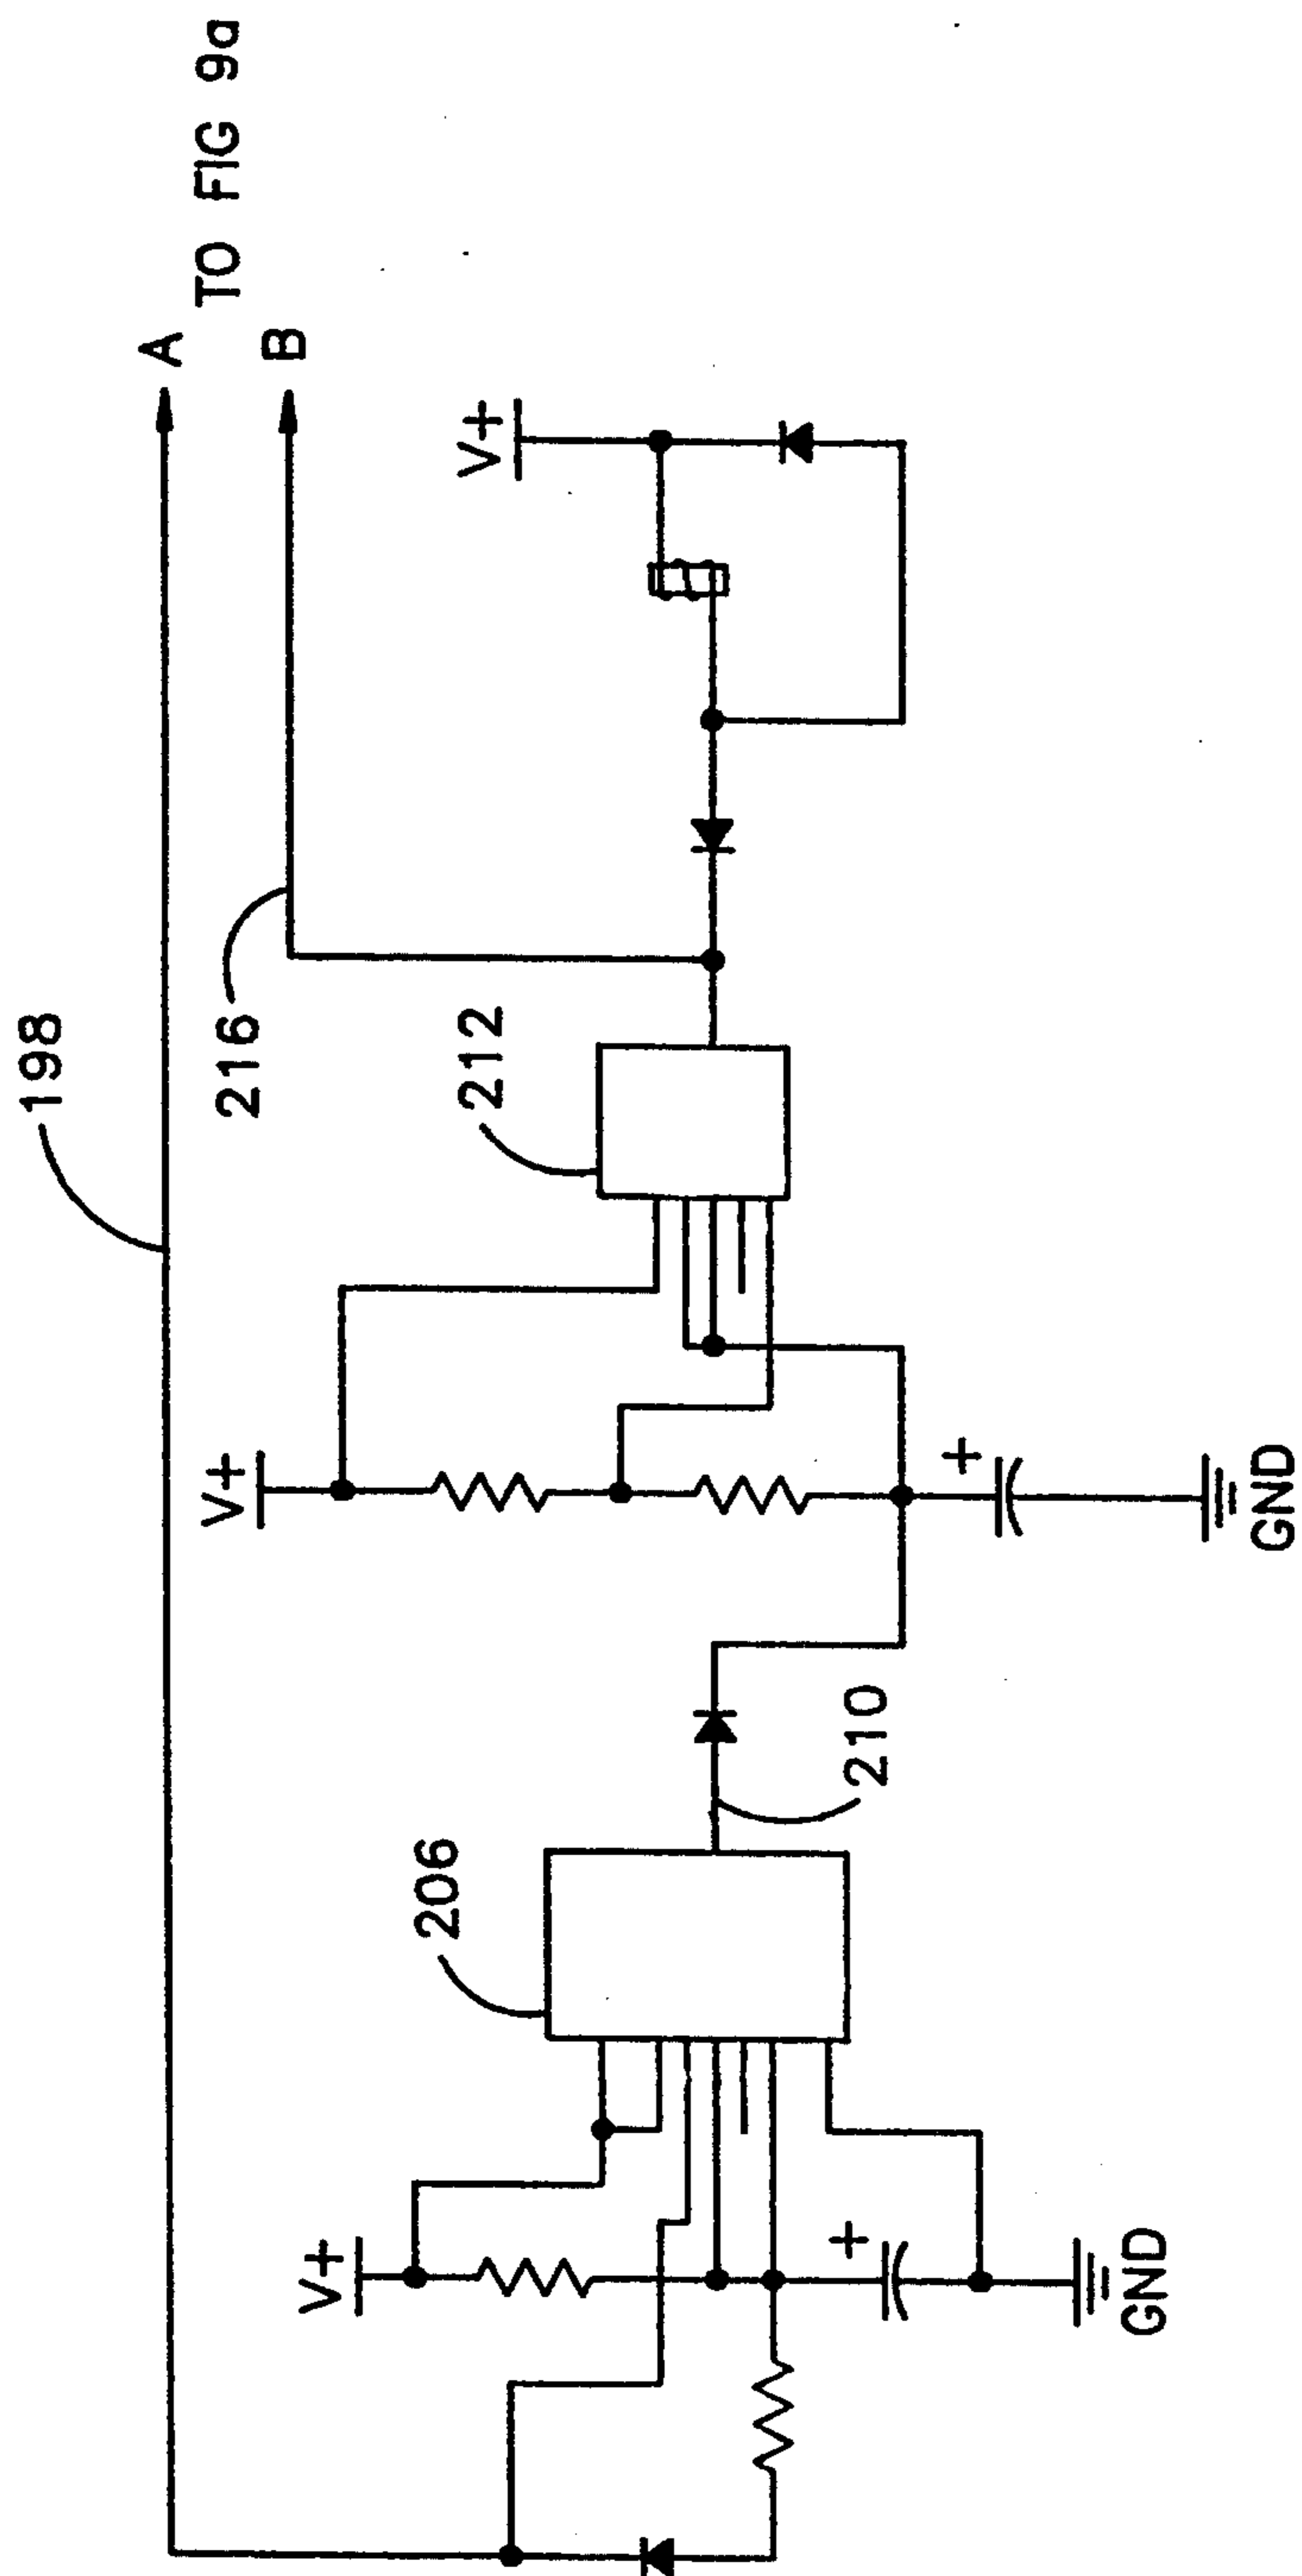 198
A
TO FIG 9a
B
216
V+
212
V+
GND
210
206
V+
GND